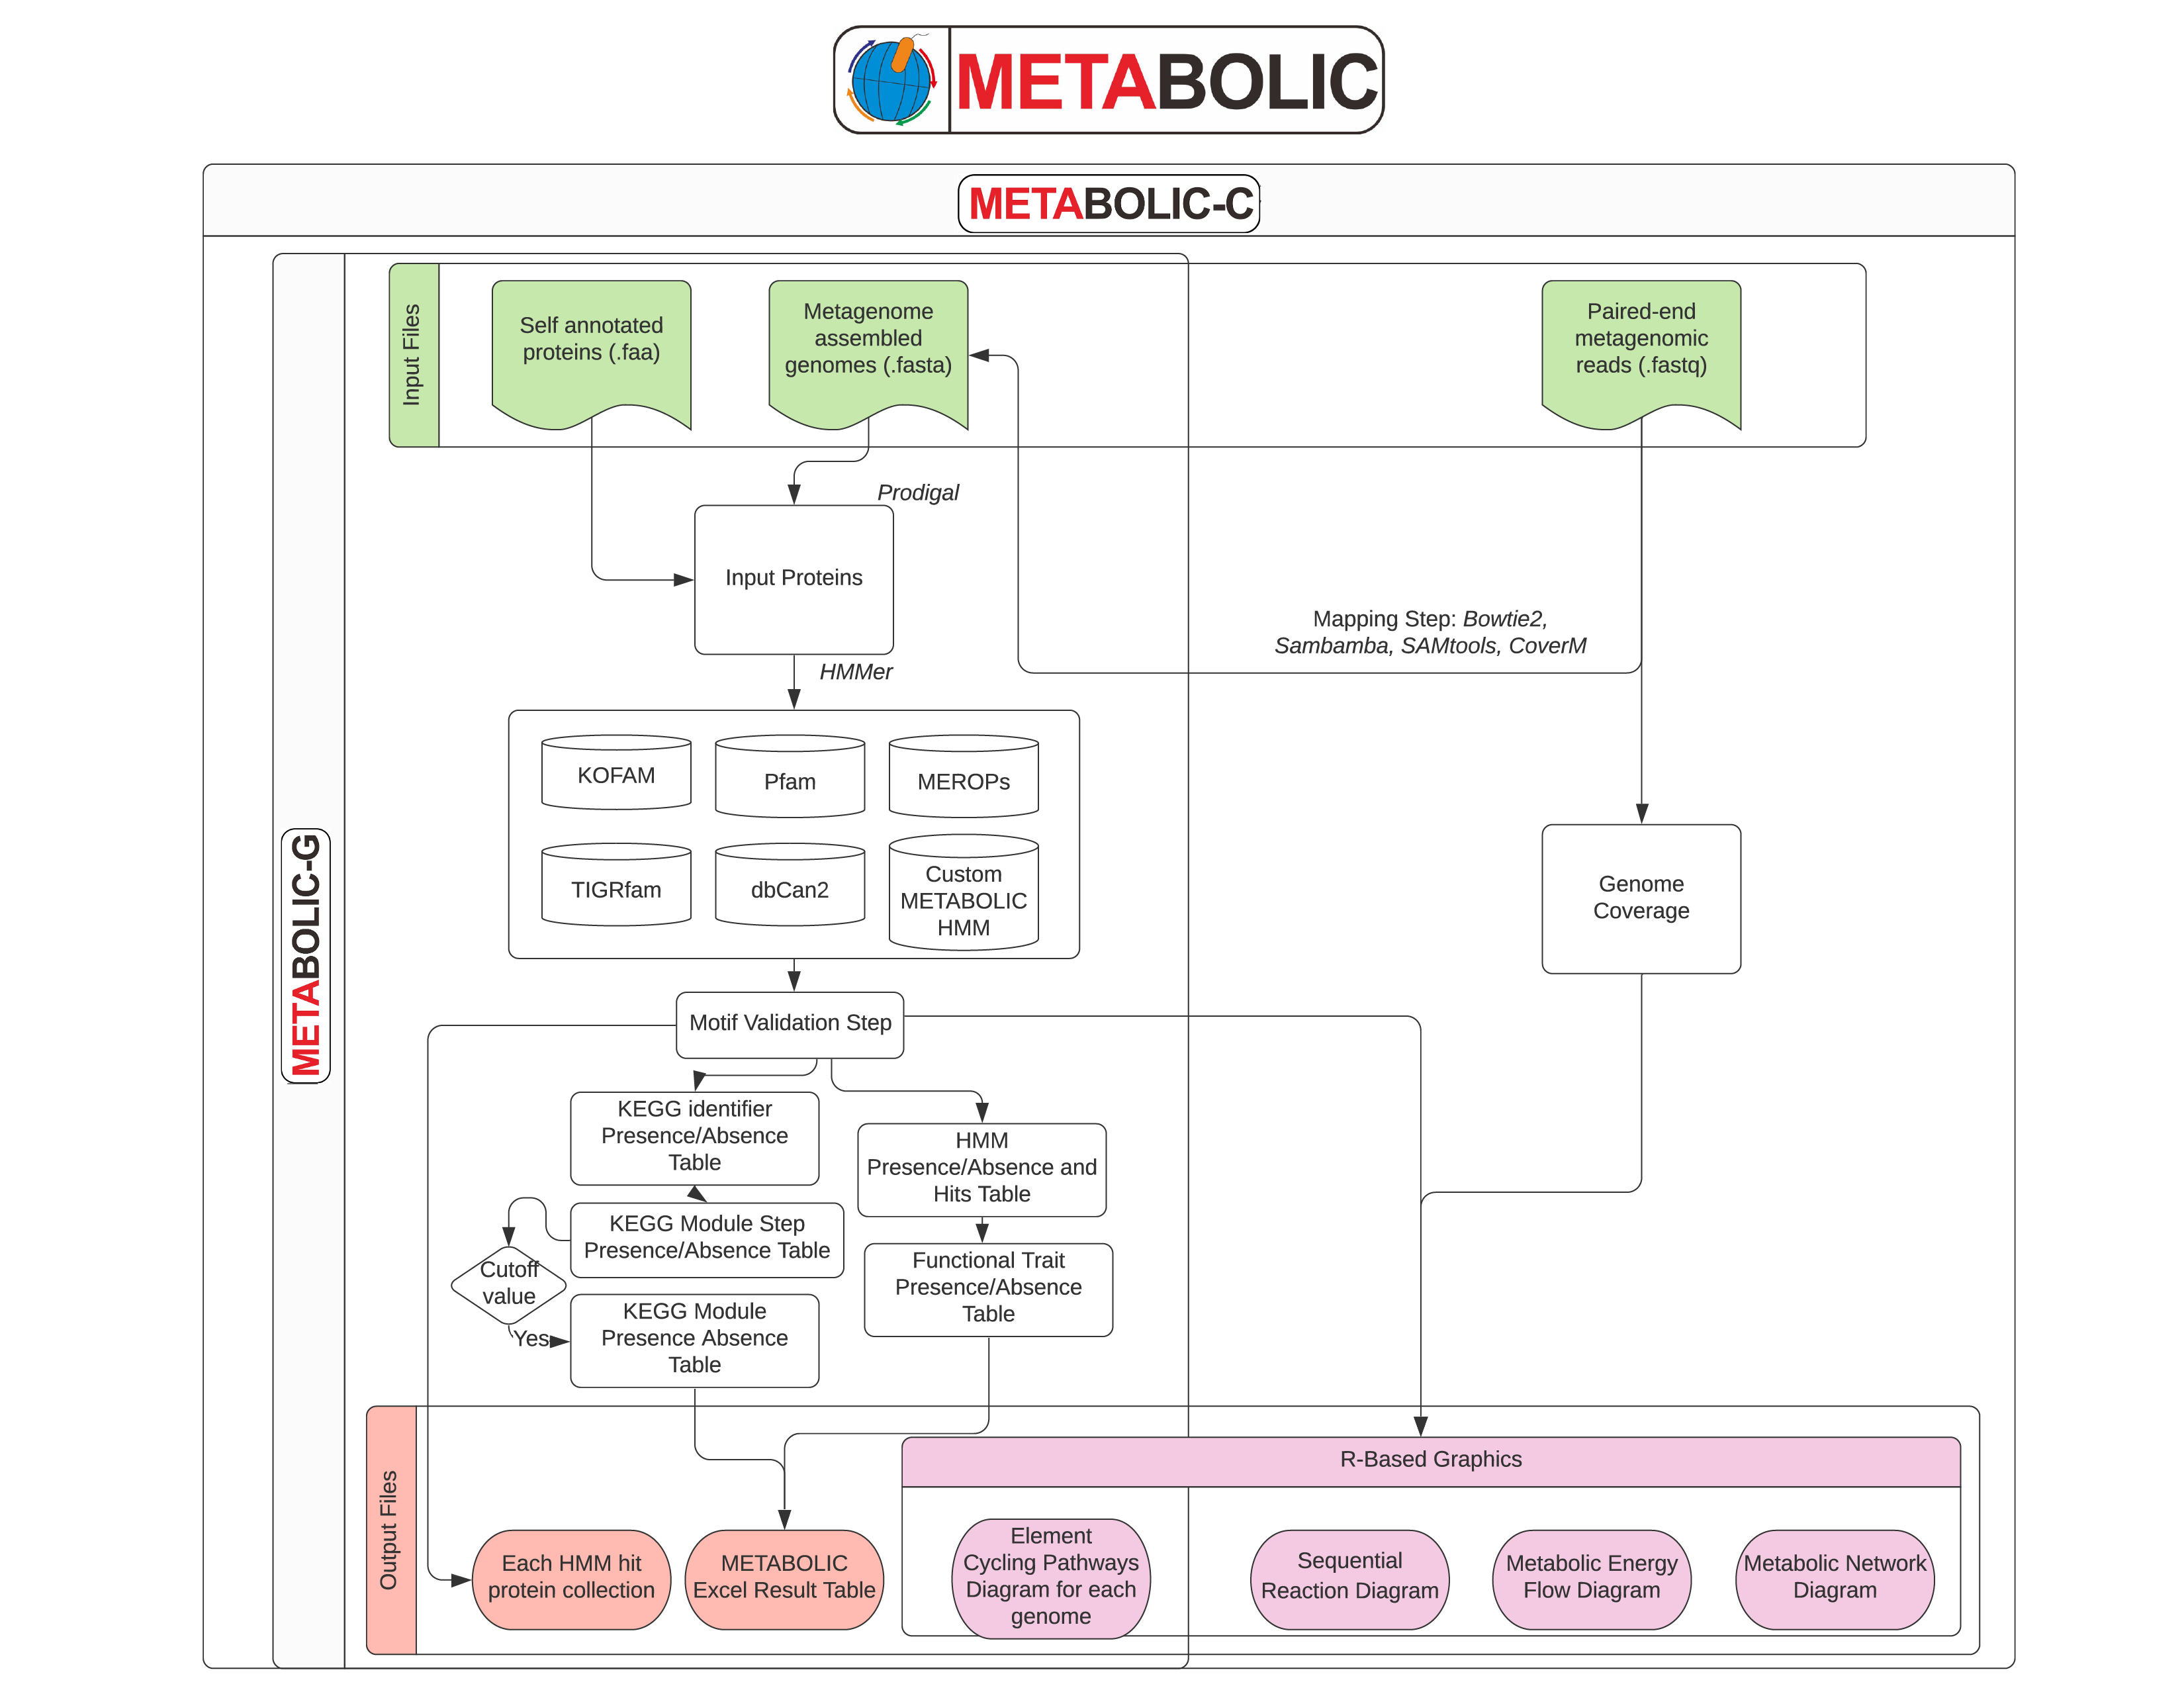 METABOLIC
METABOLIC-C
METABOLIC-G
Input Files
Self annotated
proteins (.faa)
Metagenome
assembled
genomes (.fasta)
Paired-end
metagenomic
reads (.fastq)
Prodigal
Input Proteins
Mapping Step: Bowtie2,
Sambamba, SAMtools, CoverM
HMMer
KOFAM
Pfam
MEROPs
TIGRfam
dbCan2
Custom
METABOLIC
HMM
Genome
Coverage
Motif Validation Step
KEGG identifier
Presence/Absence
Table
HMM
Presence/Absence and
Hits Table
KEGG Module Step
Presence/Absence Table
Cutoff
value
Functional Trait
Presence/Absence
Table
Yes
KEGG Module
Presence Absence
Table
Output Files
R-Based Graphics
Each HMM hit
protein collection
METABOLIC
Excel Result Table
Element
Cycling Pathways
Diagram for each
genome
Sequential
Reaction Diagram
Metabolic Energy
Flow Diagram
Metabolic Network
Diagram